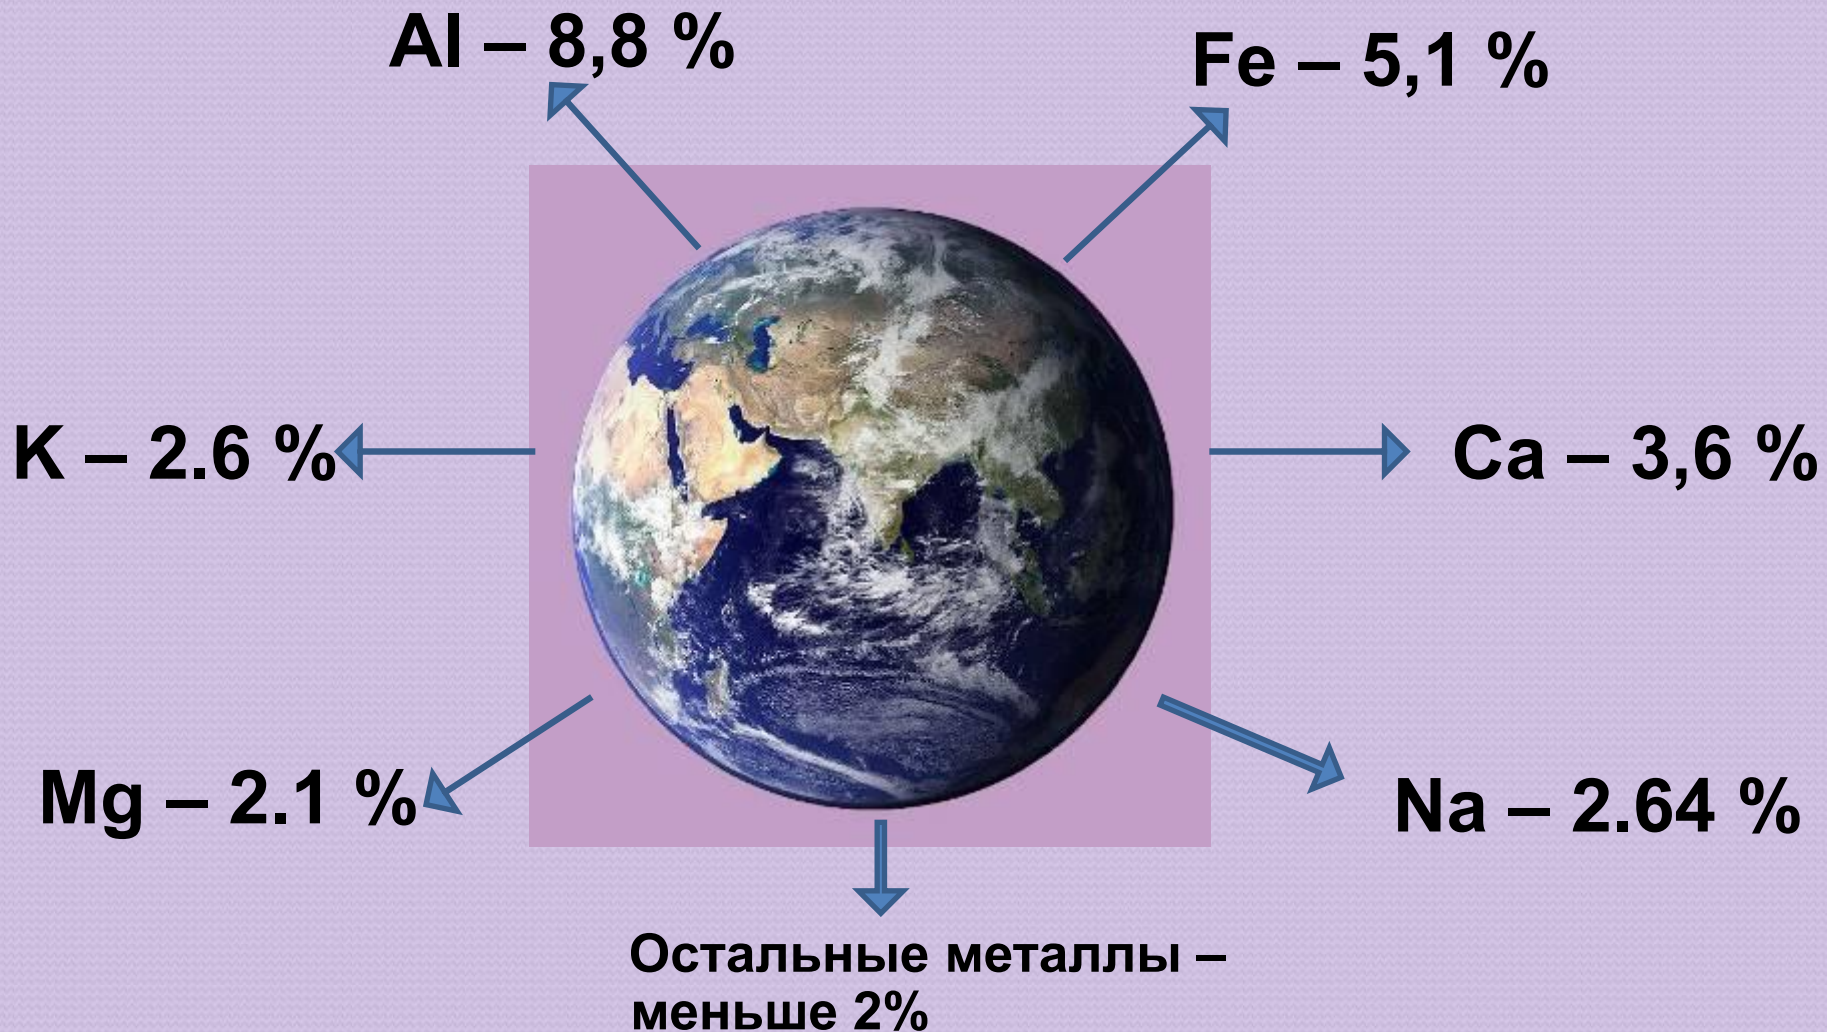 Al – 8,8 %
Fe – 5,1 %
K – 2.6 %
Ca – 3,6 %
Mg – 2.1 %
Na – 2.64 %
Остальные металлы –
меньше 2%